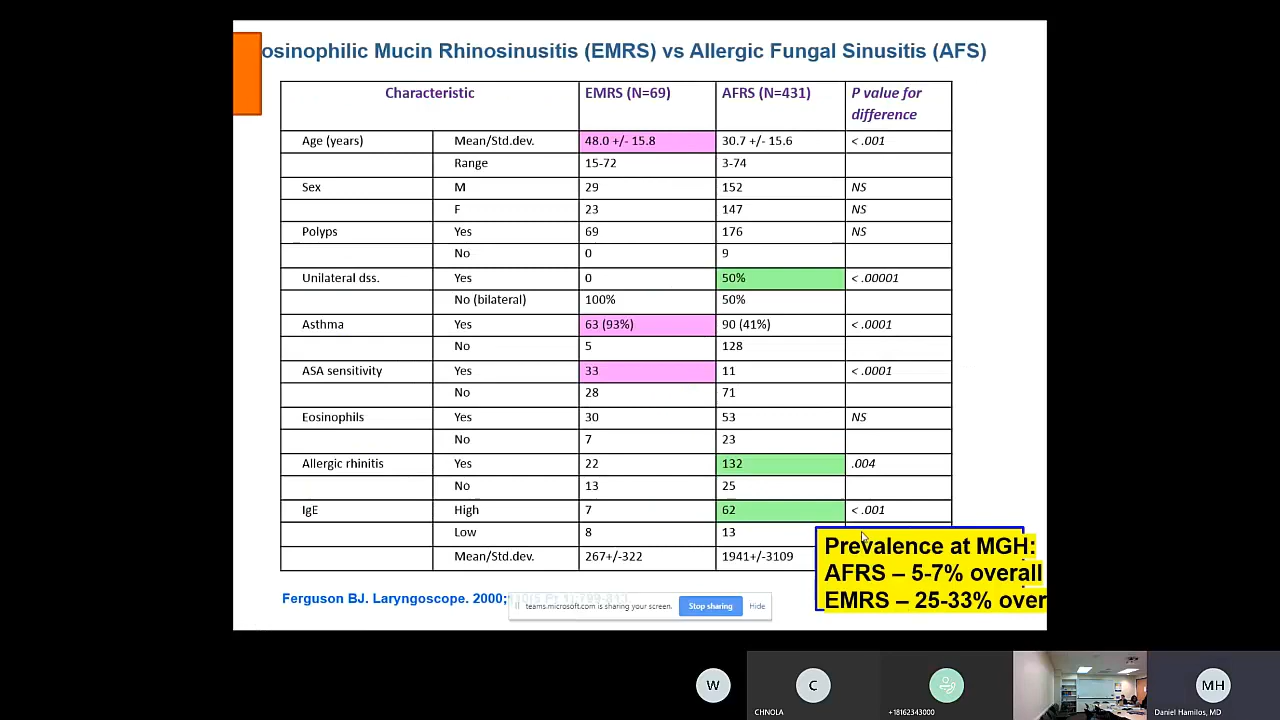 osinophilic Mucin Rhinosinusitis (EMRS) vs Allergic Fungal Sinusitis (AFS)
Characteristic EMRS (N=69) AFRS (N=431) P value for difference
Age (years) Mean/Std.dev. 48.0 +/- 15.8 30.7 +/- 15.6 < .001
Range 15-72 3-74
Sex M 29 152 NS
F 23 147 NS
Polyps Yes 69 176 NS
No 0 9
Unilateral dss. Yes 0 50% < .00001
No (bilateral) 100% 50%
Asthma Yes 63 (93%) 90 (41%) < .0001
No 5 128
ASA sensitivity Yes 33 11 < .0001
No 28 71
Eosinophils Yes 30 53 NS
No 7 23
Allergic rhinitis Yes 22 132 .004
No 13 25
IgE High 7 62 < .001
Low 8 13
Mean/Std.dev. 267+/-322 1941+/-3109
Prevalence at MGH:
AFRS – 5-7% overall
EMRS – 25-33% over
Ferguson BJ. Laryngoscope. 2000;
teams.microsoft.com is sharing your screen. Stop sharing Hide
W C MH
CHNOLA +18162343000 Daniel Hamilos, MD